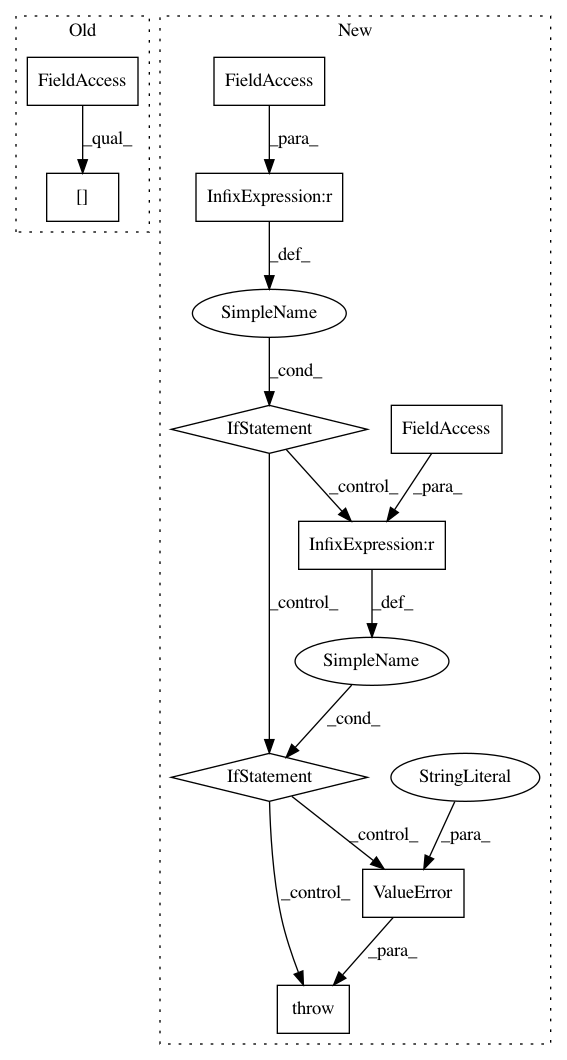 Old
New
FieldAccess
FieldAccess
_qual_
_para_
[]
InfixExpression:r
_def_
SimpleName
_cond_
IfStatement
FieldAccess
_control_
_para_
InfixExpression:r
_control_
_def_
SimpleName
_cond_
IfStatement
StringLiteral
_control_
_para_
_control_
ValueError
_para_
throw